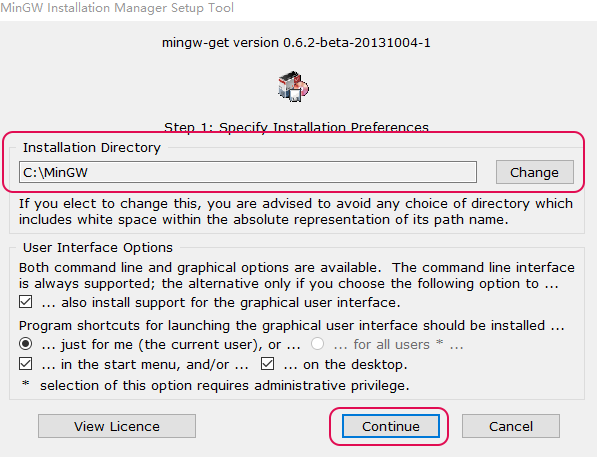 MinGW Installation Manager Setup Tool
mingw-get version 0.6.2-beta-20131004-1
Step 1: Specify Installation Preferences
Installation Directory
C:\MinGW
Change
If you elect to change this, you are advised to avoid any choice of directory which
includes white space within the absolute representation of its path name.
User Interface Options
Both command line and graphical options are available.  The command line interface
is always supported; the alternative only if you choose the following option to ...
... also install support for the graphical user interface.
Program shortcuts for launching the graphical user interface should be installed ...
... just for me (the current user), or ... ... for all users * ...
... in the start menu, and/or ... ... on the desktop.
* selection of this option requires administrative privilege.
View Licence Continue Cancel